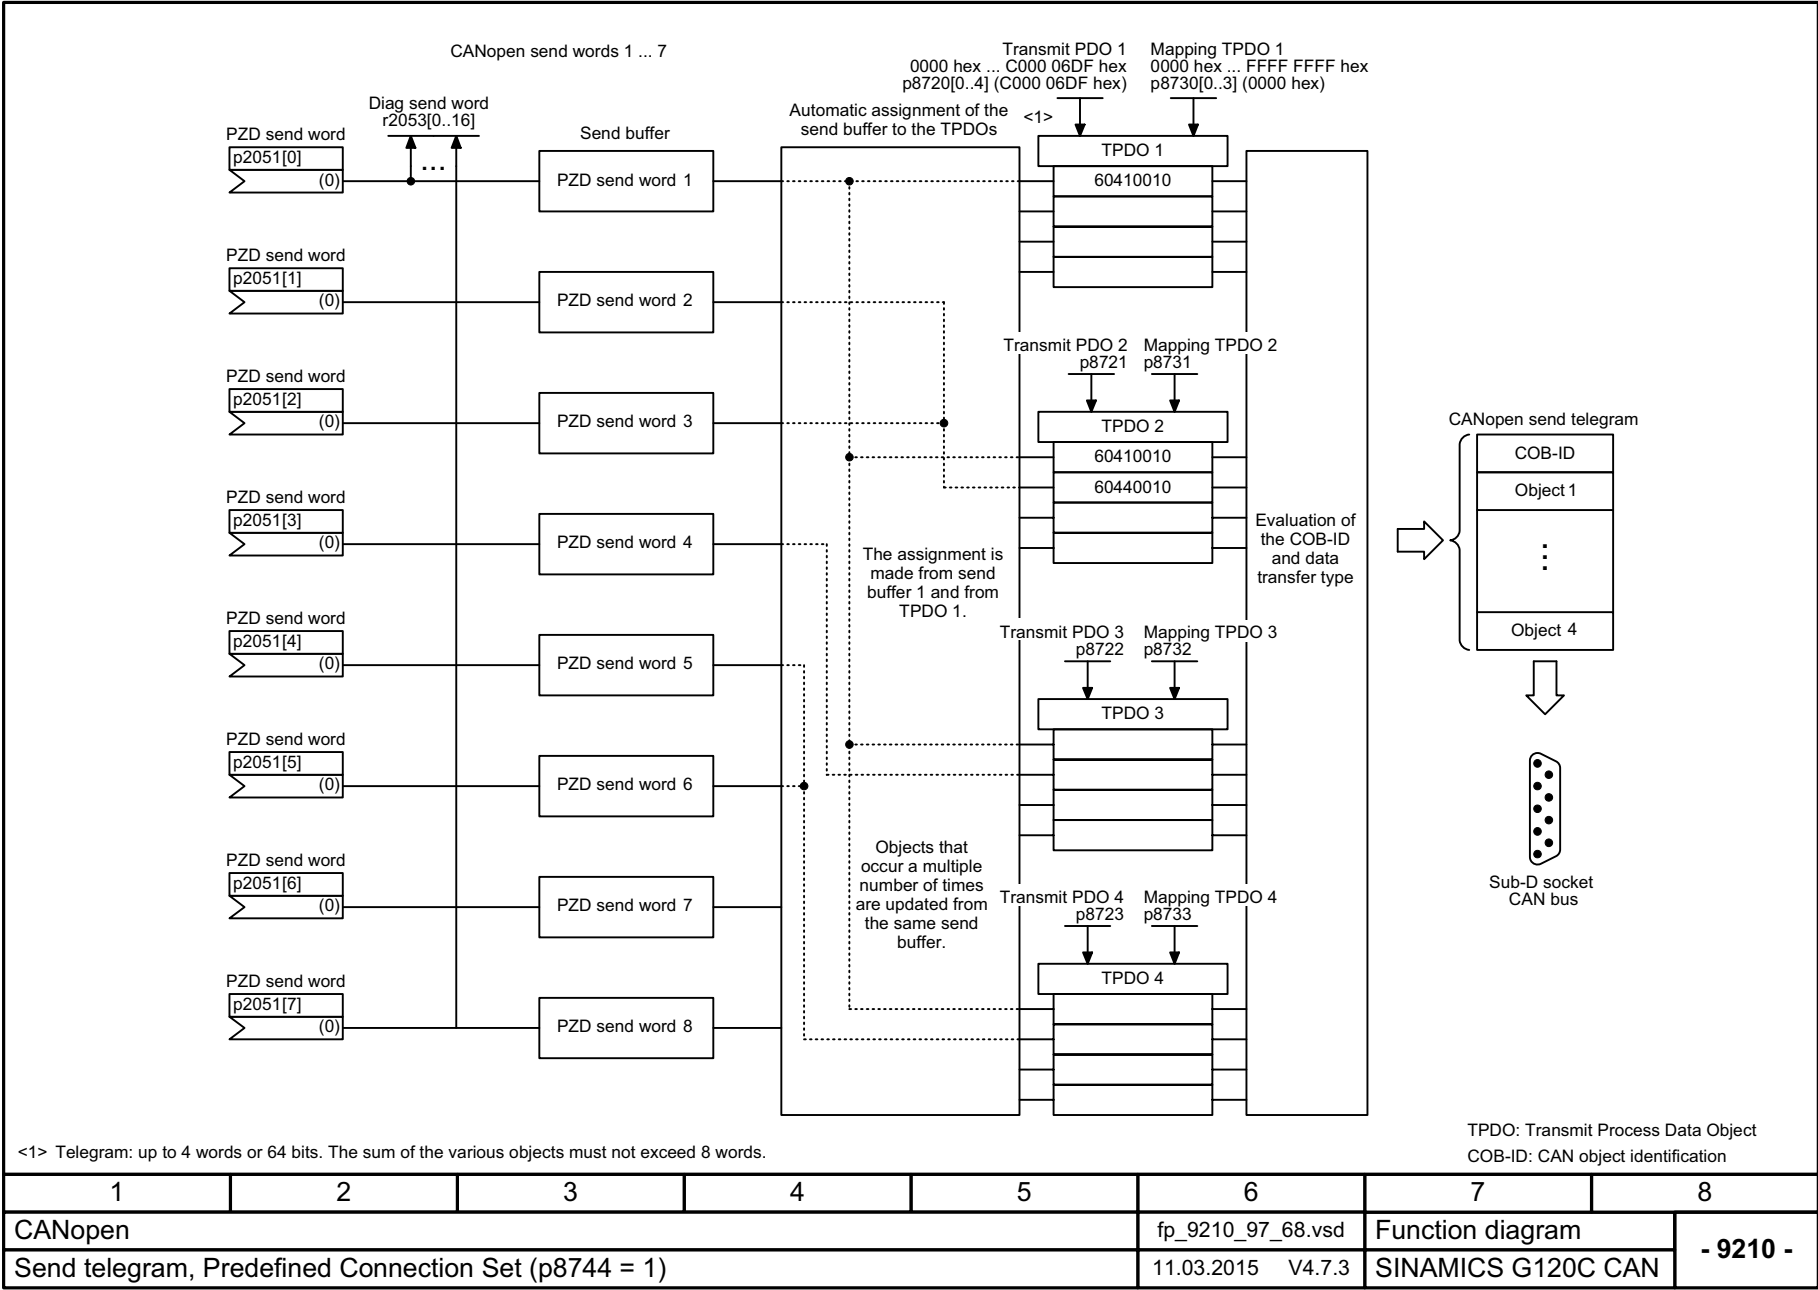 CANopen send words 1 ... 7
Transmit PDO 1
0000 hex ... C000 06DF hex
p8720[0..4] (C000 06DF hex)
Mapping TPDO 1
0000 hex ... FFFF FFFF hex
p8730[0..3] (0000 hex)
Diag send word
r2053[0..16]
...
Send buffer
Automatic assignment of the
send buffer to the TPDOs
<1>
PZD send word
p2051[0]
(0)
PZD send word 1
TPDO 1
60410010
PZD send word
p2051[1]
(0)
PZD send word 2
Transmit PDO 2
p8721
Mapping TPDO 2
p8731
PZD send word
p2051[2]
(0)
PZD send word 3
TPDO 2
60410010
60440010
PZD send word
p2051[3]
(0)
PZD send word 4
The assignment is
made from send
buffer 1 and from
TPDO 1.
Evaluation of
the COB-ID
and data
transfer type
CANopen send telegram
COB-ID
Object 1
...
Object 4
PZD send word
p2051[4]
(0)
PZD send word 5
Transmit PDO 3
p8722
Mapping TPDO 3
p8732
TPDO 3
PZD send word
p2051[5]
(0)
PZD send word 6
Objects that
occur a multiple
number of times
are updated from
the same send
buffer.
Sub-D socket
CAN bus
PZD send word
p2051[6]
(0)
PZD send word 7
Transmit PDO 4
p8723
Mapping TPDO 4
p8733
TPDO 4
PZD send word
p2051[7]
(0)
PZD send word 8
<1> Telegram: up to 4 words or 64 bits. The sum of the various objects must not exceed 8 words.
TPDO: Transmit Process Data Object
COB-ID: CAN object identification
1 2 3 4 5 6 7 8
CANopen
fp_9210_97_68.vsd
Function diagram
- 9210 -
Send telegram, Predefined Connection Set (p8744 = 1)
11.03.2015 V4.7.3
SINAMICS G120C CAN